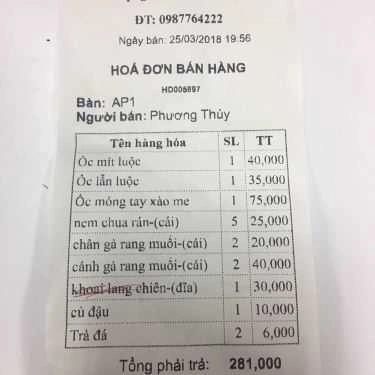 ĐT: 0987764222
Ngày bán: 25/03/2018 19:56
HOÁ ĐƠN BÁN HÀNG
HD005697
Bàn: AP1
Người bán: Phương Thủy
Tên hàng hóa SL TT
Ốc mít luộc 1 40,000
Ốc lẫn luộc 1 35,000
Ốc móng tay xào me 1 75,000
nem chua rán-(cái) 5 25,000
chân gà rang muối-(cái) 2 20,000
cánh gà rang muối-(cái) 2 40,000
khoai lang chiên-(đĩa) 1 30,000
củ đậu 1 10,000
Trà đá 2 6,000
Tổng phải trả: 281,000